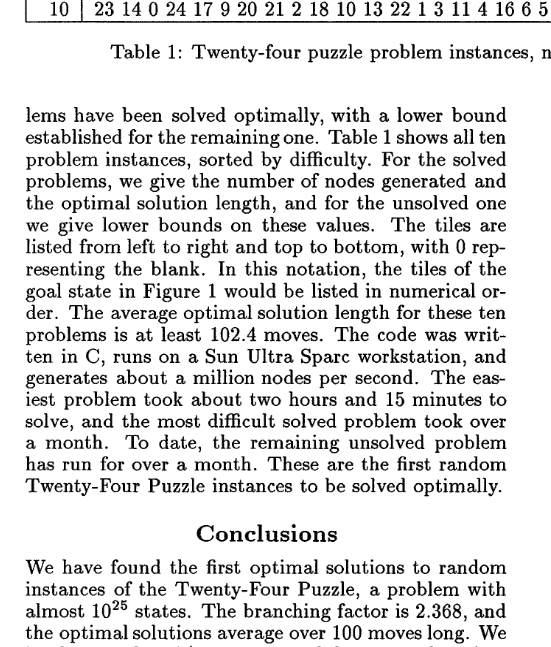 10 23 14 0 24 17 9 20 21 2 18 10 13 22 1 3 11 4 16 6 5
Table 1: Twenty-four puzzle problem instances, n
lems have been solved optimally, with a lower bound
established for the remaining one. Table 1 shows all ten
problem instances, sorted by difficulty. For the solved
problems, we give the number of nodes generated and
the optimal solution length, and for the unsolved one
we give lower bounds on these values. The tiles are
listed from left to right and top to bottom, with 0 rep-
resenting the blank. In this notation, the tiles of the
goal state in Figure 1 would be listed in numerical or-
der. The average optimal solution length for these ten
problems is at least 102.4 moves. The code was writ-
ten in C, runs on a Sun Ultra Sparc workstation, and
generates about a million nodes per second. The eas-
iest problem took about two hours and 15 minutes to
solve, and the most difficult solved problem took over
a month. To date, the remaining unsolved problem
has run for over a month. These are the first random
Twenty-Four Puzzle instances to be solved optimally.
Conclusions
We have found the first optimal solutions to random
instances of the Twenty-Four Puzzle, a problem with
almost 10²⁵ states. The branching factor is 2.368, and
the optimal solutions average over 100 moves long. We